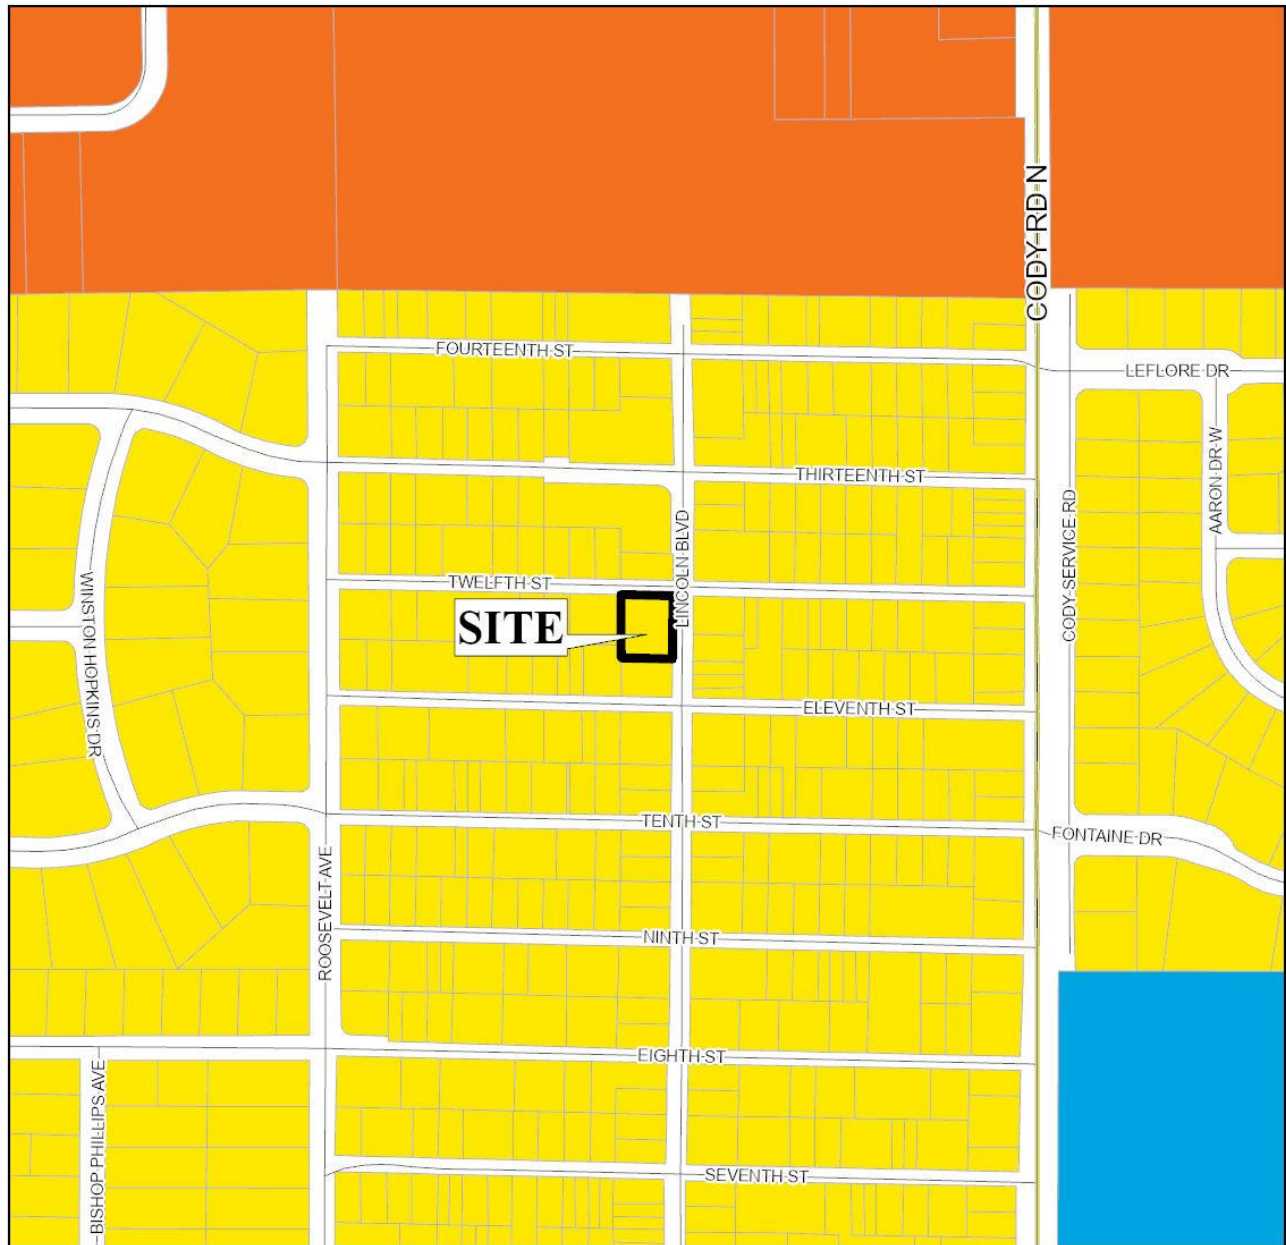 CODY RD N
FOURTEENTH ST
LEFLORE DR
THIRTEENTH ST
AARON DR W
LINCOLN BLVD
CODY SERVICE RD
TWELFTH ST
SITE
WINSTON HOPKINS DR
ELEVENTH ST
TENTH ST
FONTAINE DR
ROOSEVELT AVE
NINTH ST
EIGHTH ST
BISHOP PHILLIPS AVE
SEVENTH ST